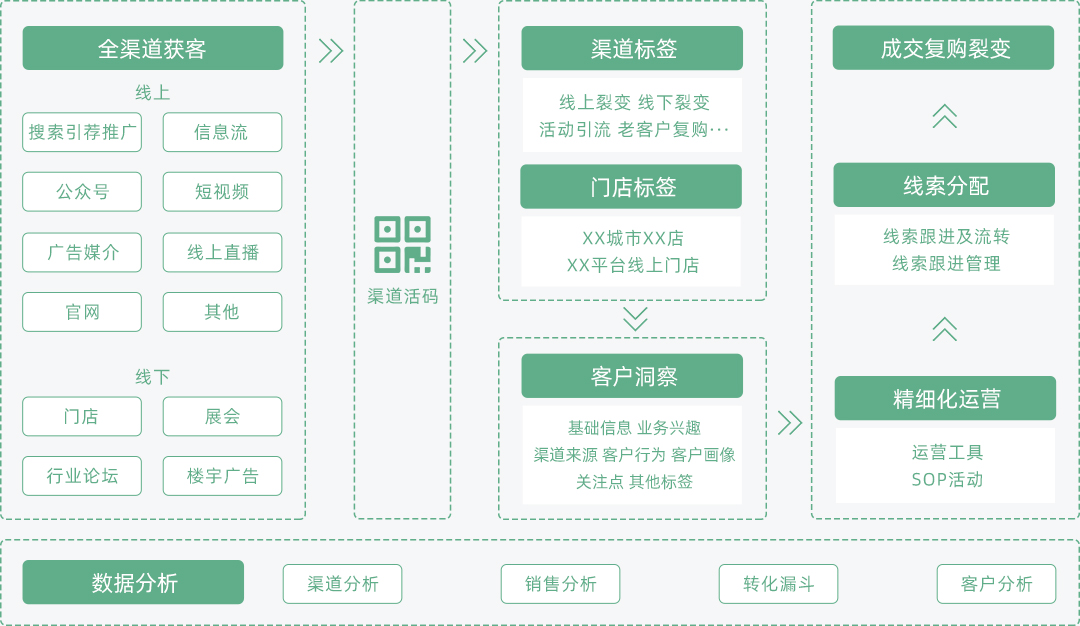 全渠道获客
线上
搜索引荐推广
信息流
公众号
短视频
广告媒介
线上直播
官网
其他
线下
门店
展会
行业论坛
楼宇广告
渠道活码
渠道标签
线上裂变 线下裂变
活动引流 老客户复购···
门店标签
XX城市XX店
XX平台线上门店
客户洞察
基础信息 业务兴趣
渠道来源 客户行为 客户画像
关注点 其他标签
成交复购裂变
线索分配
线索跟进及流转
线索跟进管理
精细化运营
运营工具
SOP活动
数据分析
渠道分析
销售分析
转化漏斗
客户分析